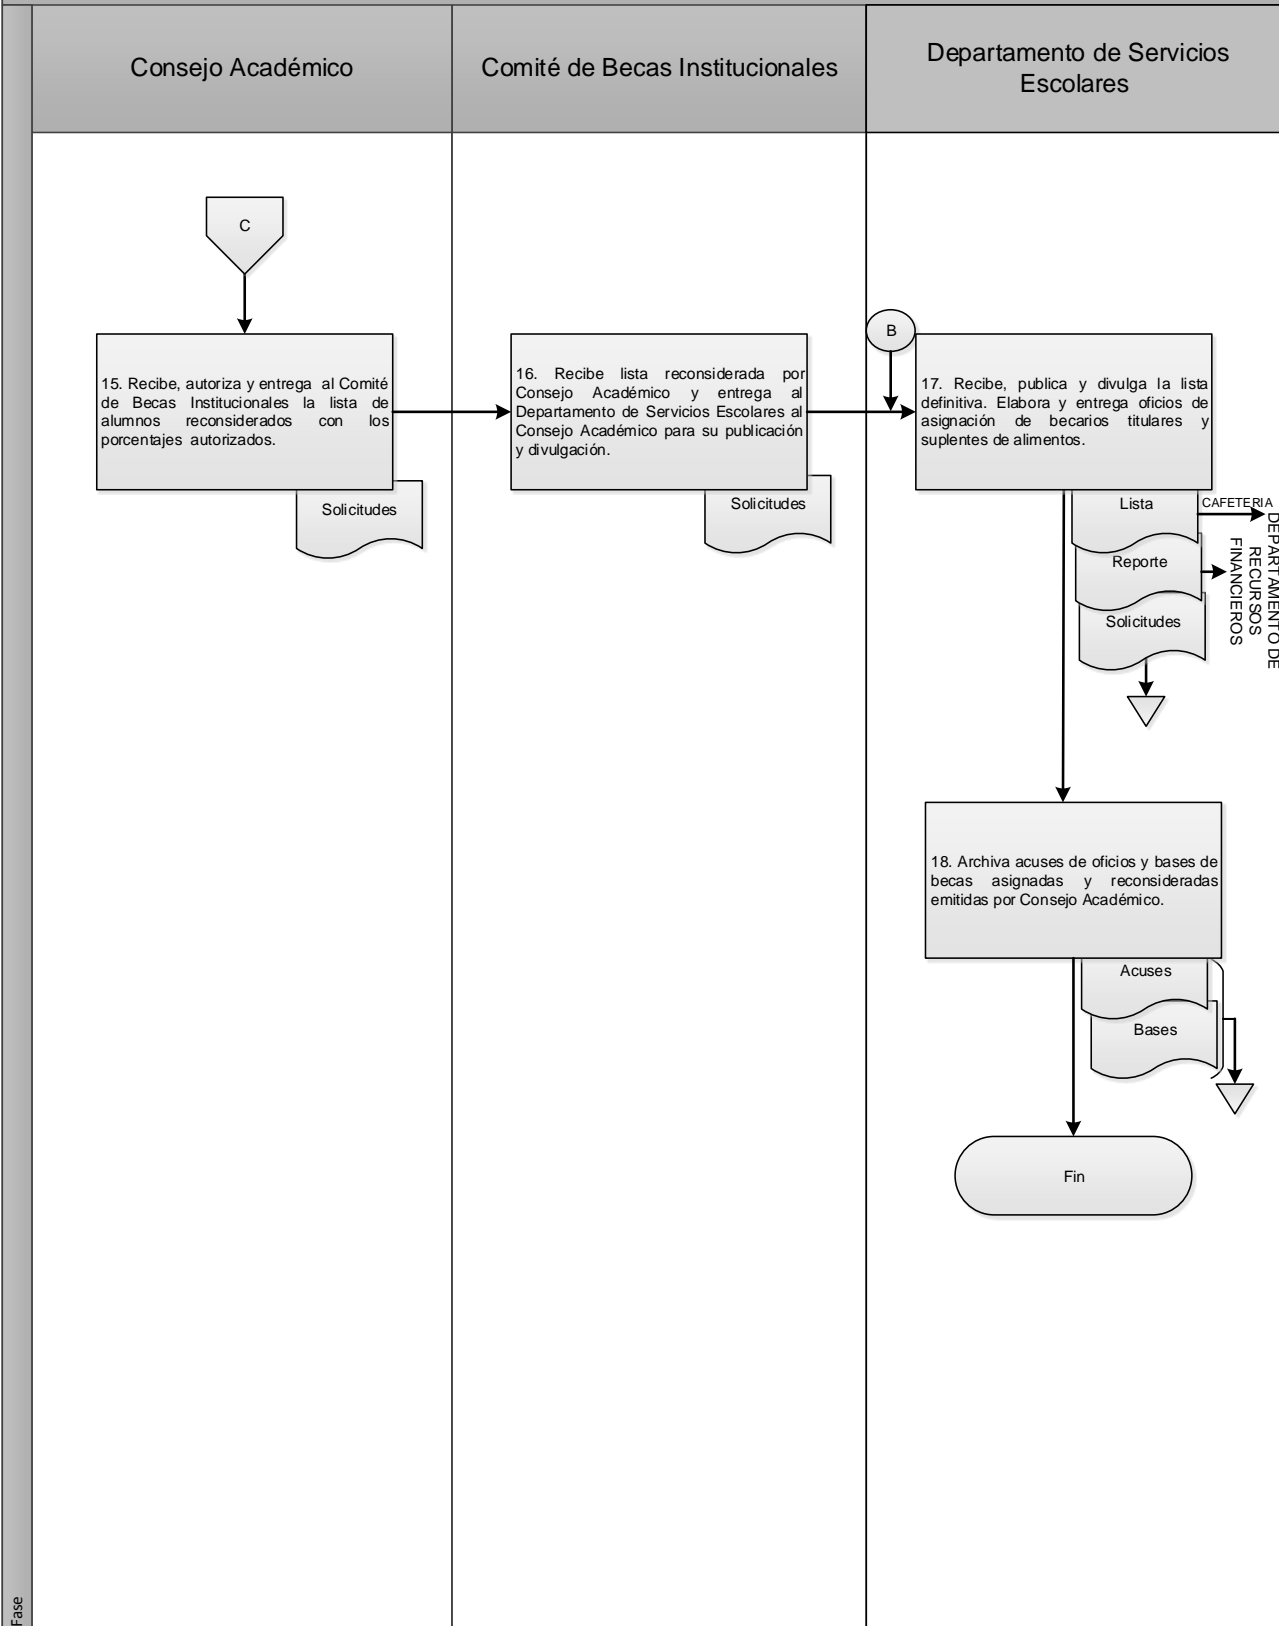 Consejo Académico
Comité de Becas Institucionales
Departamento de Servicios
Escolares
C
15. Recibe, autoriza y entrega al Comité
de Becas Institucionales la lista de
alumnos reconsiderados con los
porcentajes autorizados.
Solicitudes
16. Recibe lista reconsiderada por
Consejo Académico y entrega al
Departamento de Servicios Escolares al
Consejo Académico para su publicación
y divulgación.
Solicitudes
B
17. Recibe, publica y divulga la lista
definitiva. Elabora y entrega oficios de
asignación de becarios titulares y
suplentes de alimentos.
Lista
CAFETERIA
Reporte
DEPARTAMENTO DE
RECURSOS
FINANCIEROS
Solicitudes
18. Archiva acuses de oficios y bases de
becas asignadas y reconsideradas
emitidas por Consejo Académico.
Acuses
Bases
Fin
Fase